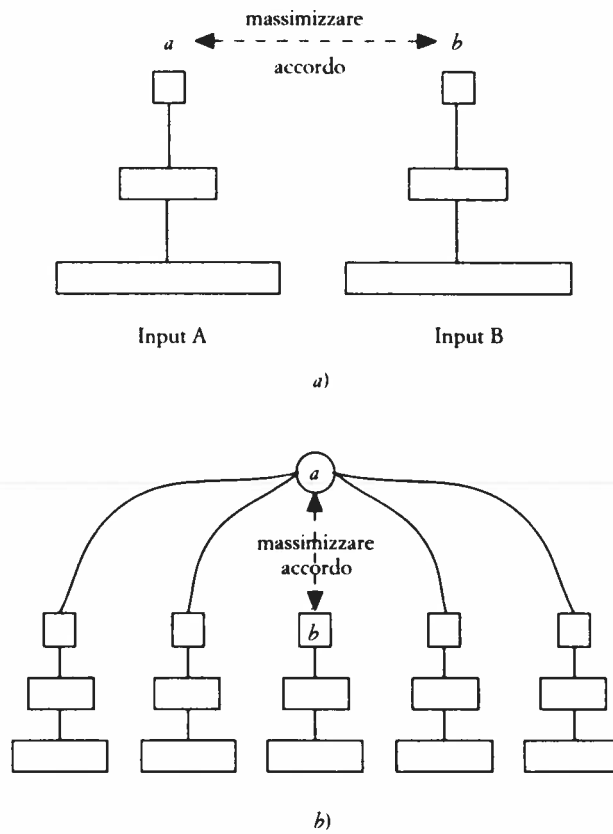 massimizzare
a b
accordo
Input A Input B
a)
a
massimizzare
accordo
b
b)